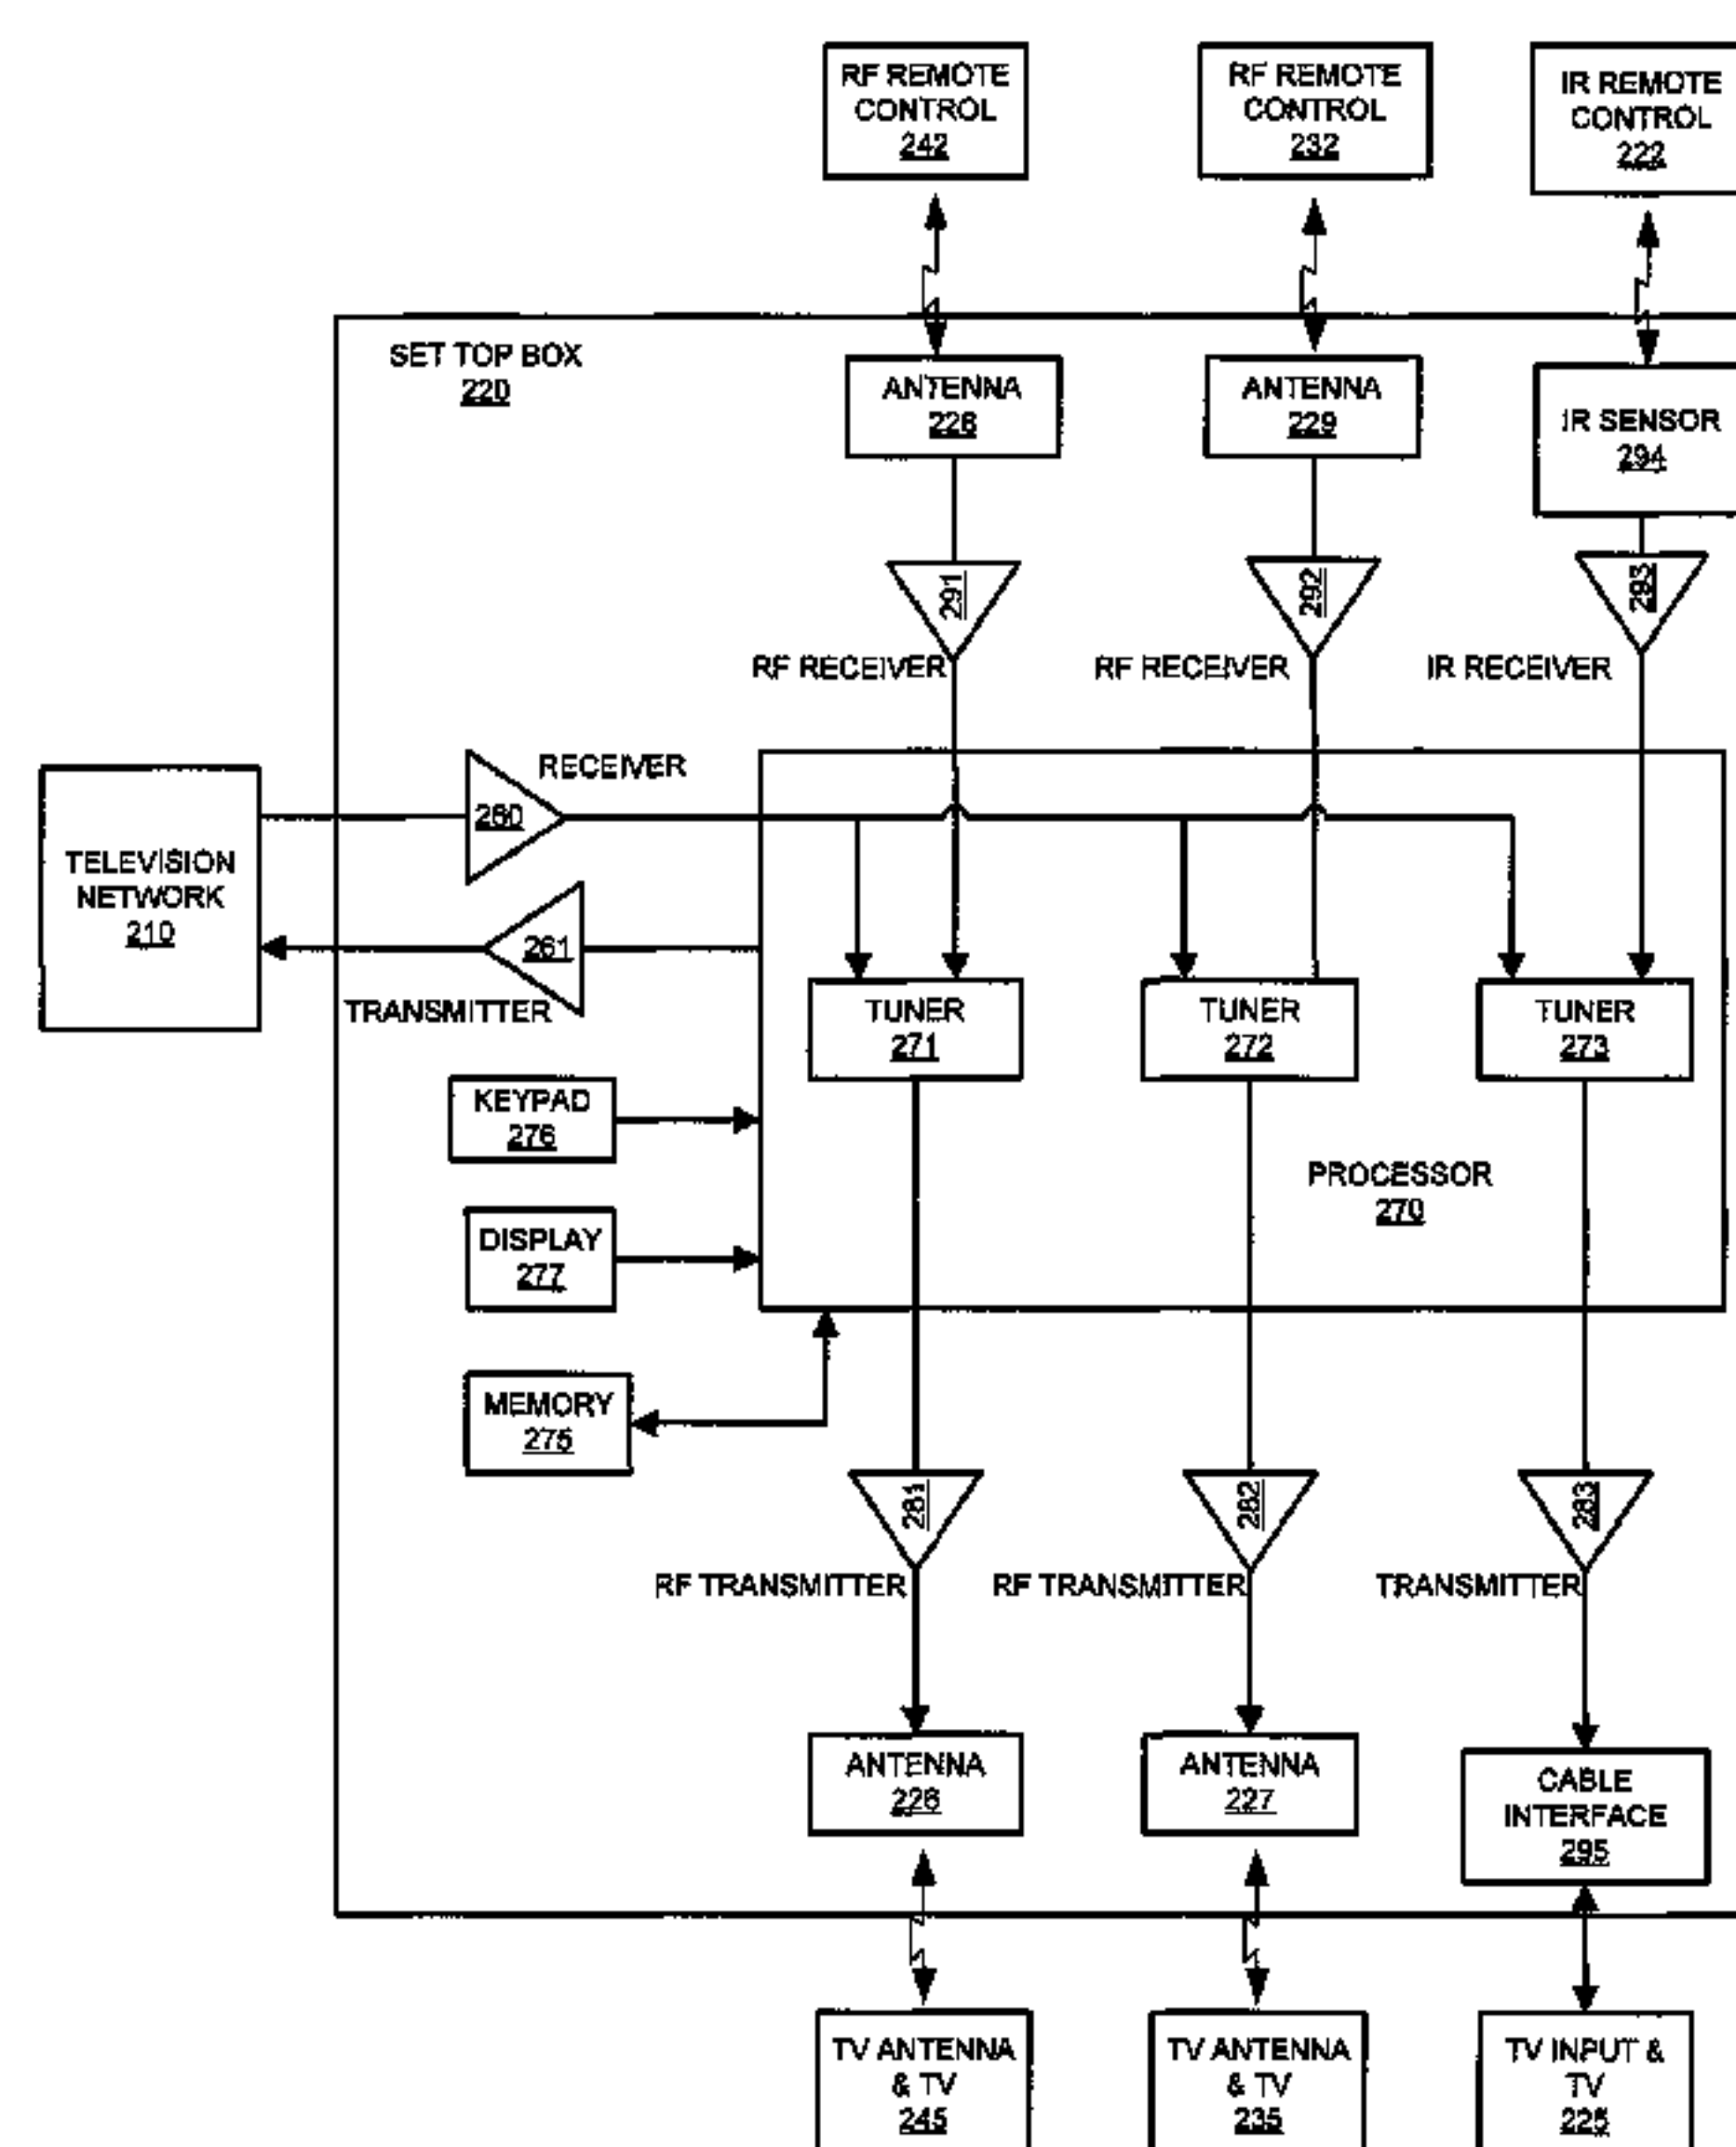 RF REMOTE
CONTROL
242
RF REMOTE
CONTROL
232
IR REMOTE
CONTROL
222
SET TOP BOX
220
ANTENNA
228
ANTENNA
229
IR SENSOR
294
291
292
293
RF RECEIVER
RF RECEIVER
IR RECEIVER
RECEIVER
260
TELEVISION
NETWORK
210
261
TRANSMITTER
TUNER
271
TUNER
272
TUNER
273
KEYPAD
276
PROCESSOR
270
DISPLAY
277
MEMORY
275
281
282
283
RF TRANSMITTER
RF TRANSMITTER
TRANSMITTER
ANTENNA
226
ANTENNA
227
CABLE
INTERFACE
295
TV ANTENNA
& TV
245
TV ANTENNA
& TV
235
TV INPUT &
TV
225